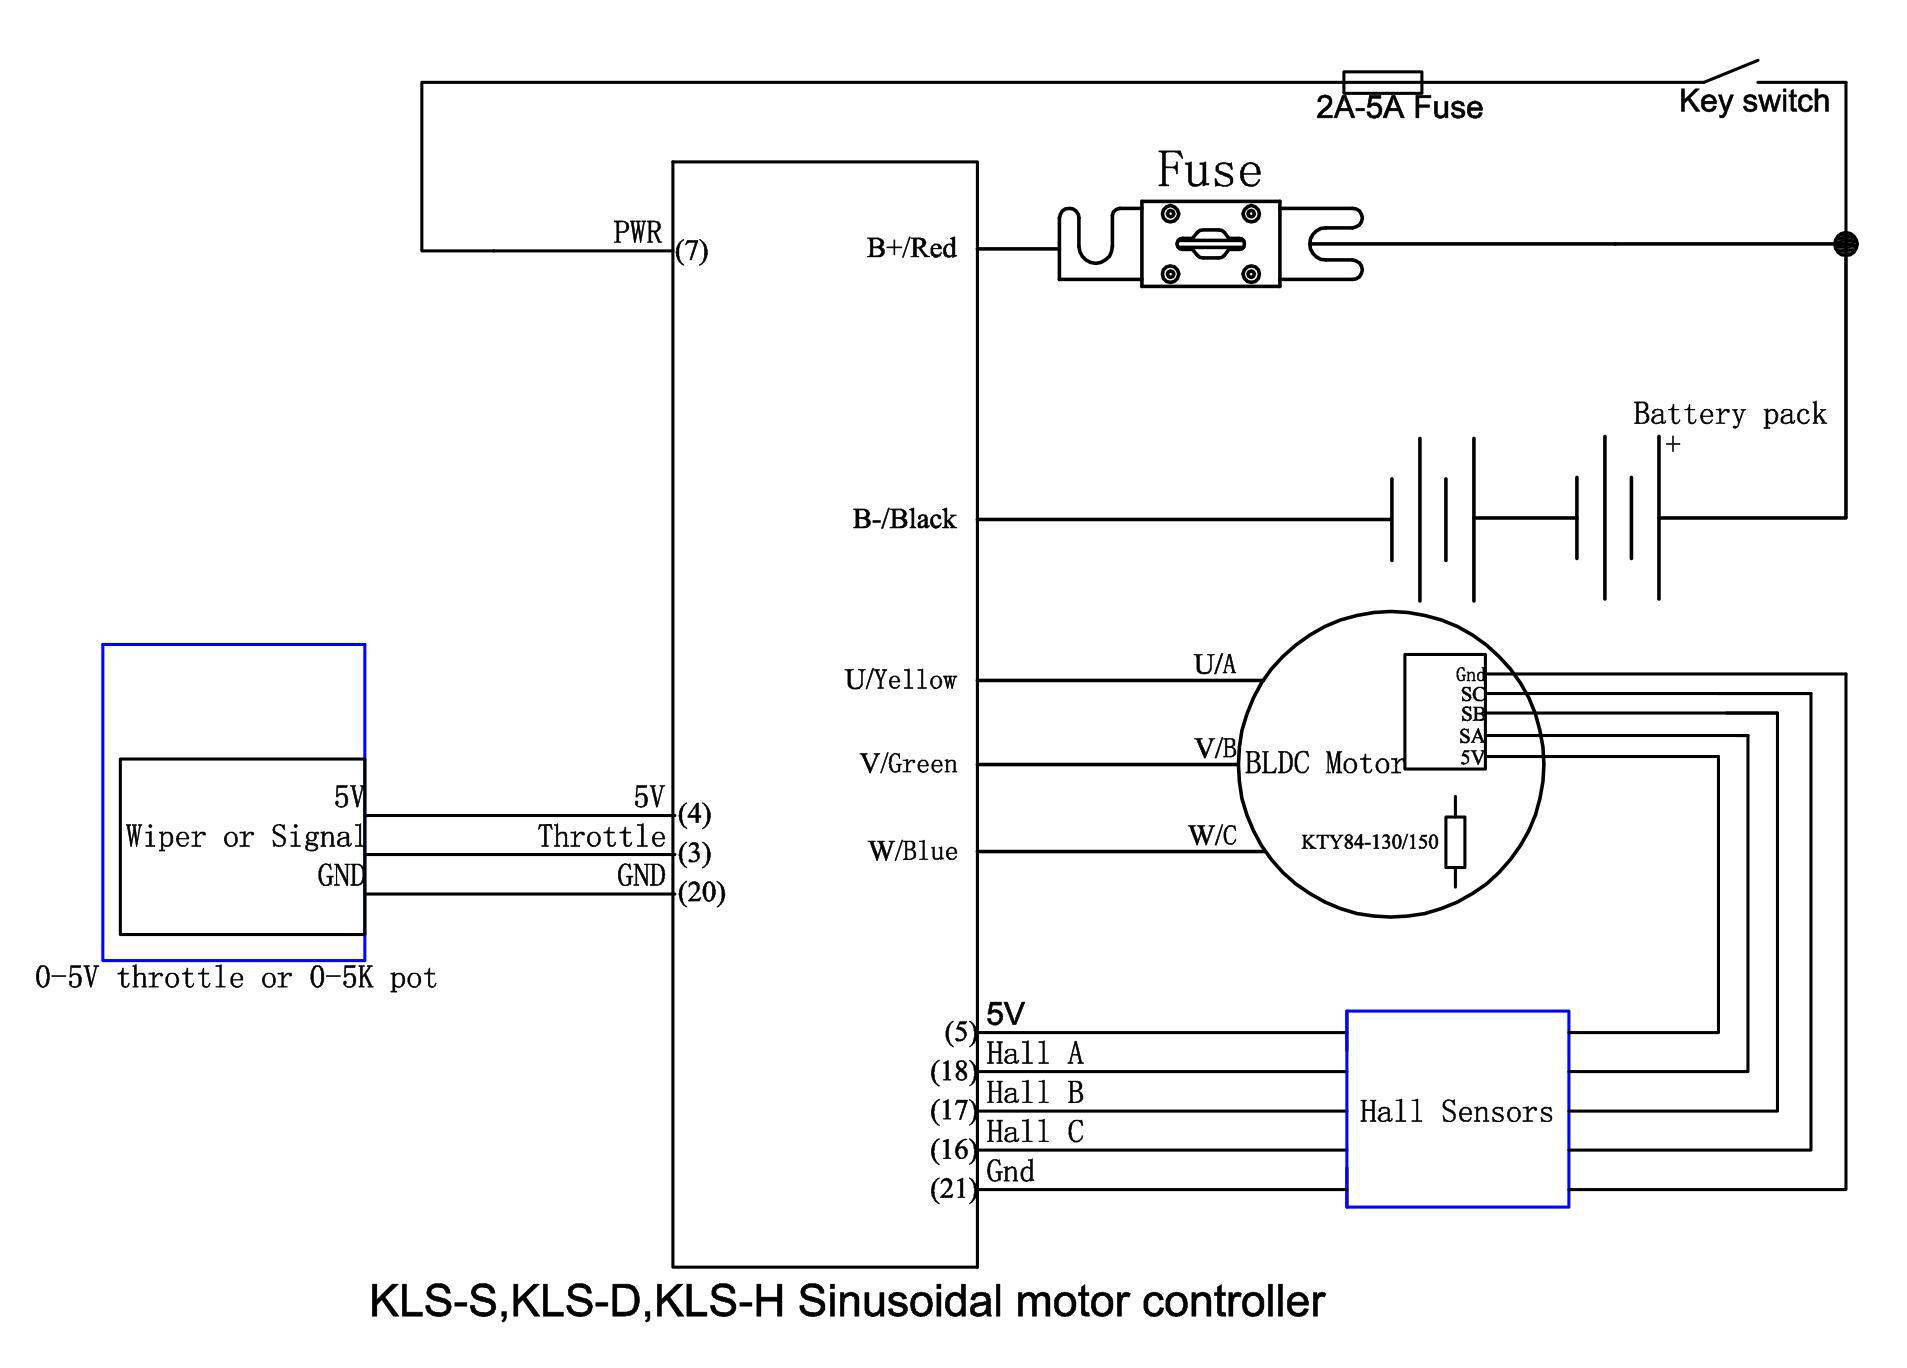 2A-5A Fuse
Key switch
Fuse
PWR
(7)
B+/Red
Battery pack
+
B-/Black
U/Yellow
U/A
Gnd
SC
SB
SA
5V
V/Green
V/B
BLDC Motor
W/Blue
W/C
KTY84-130/150
5V
5V
(4)
Wiper or Signal
Throttle
(3)
GND
GND
(20)
0-5V throttle or 0-5K pot
5V
(5)
Hall A
(18)
Hall B
(17)
Hall Sensors
Hall C
(16)
Gnd
(21)
KLS-S,KLS-D,KLS-H Sinusoidal motor controller